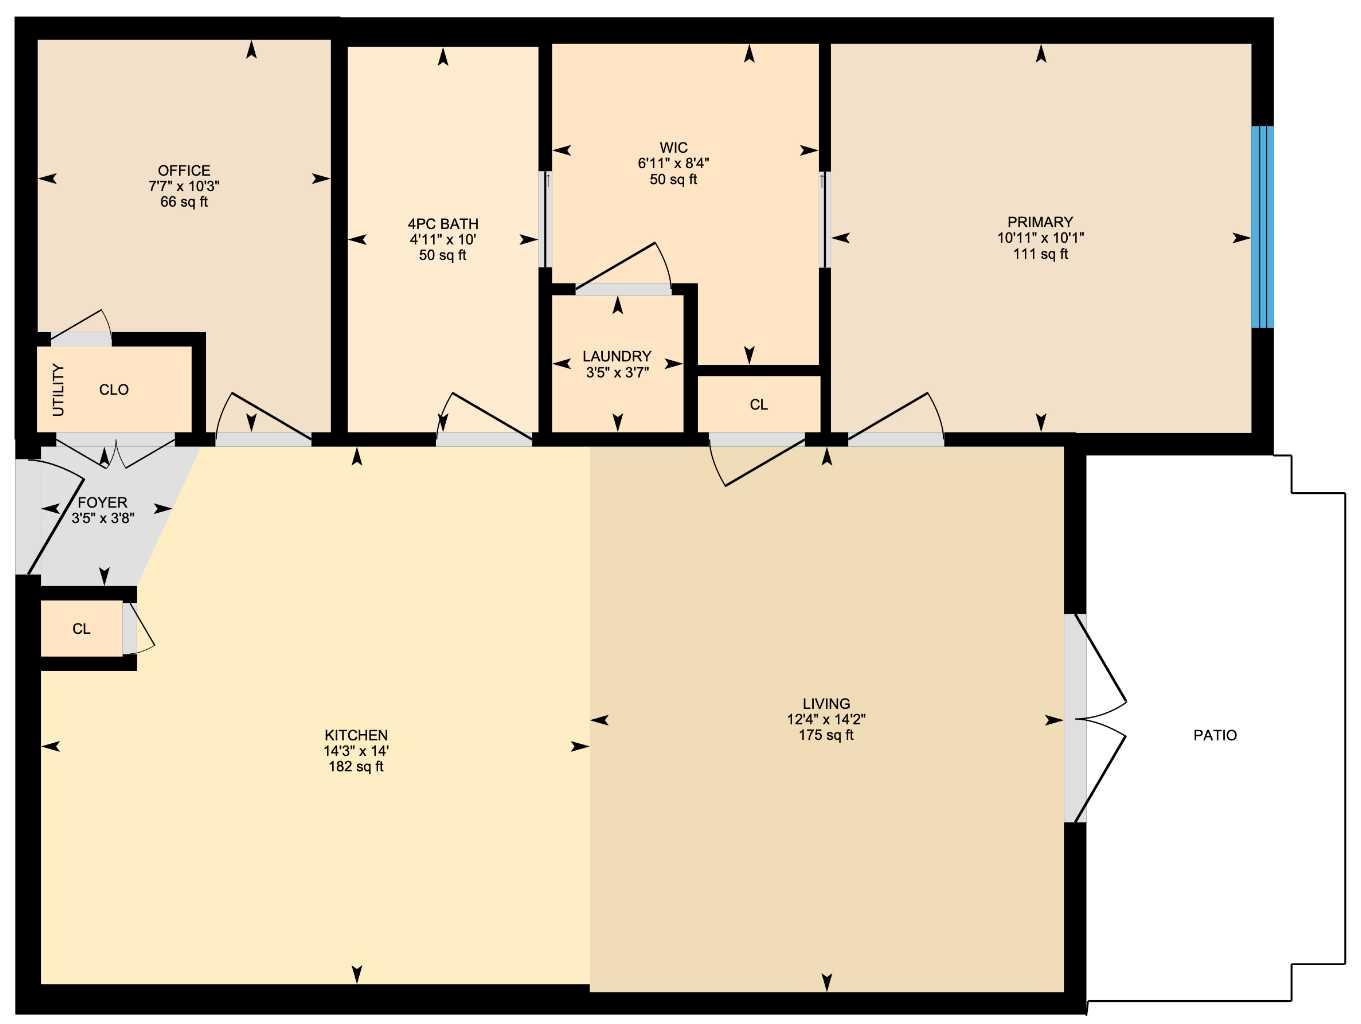 OFFICE
7'7" x 10'3"
66 sq ft
4PC BATH
4'11" x 10'
50 sq ft
WIC
6'11" x 8'4"
50 sq ft
PRIMARY
10'11" x 10'1"
111 sq ft
UTILITY
CLO
LAUNDRY
3'5" x 3'7"
CL
FOYER
3'5" x 3'8"
CL
KITCHEN
14'3" x 14'
182 sq ft
LIVING
12'4" x 14'2"
175 sq ft
PATIO